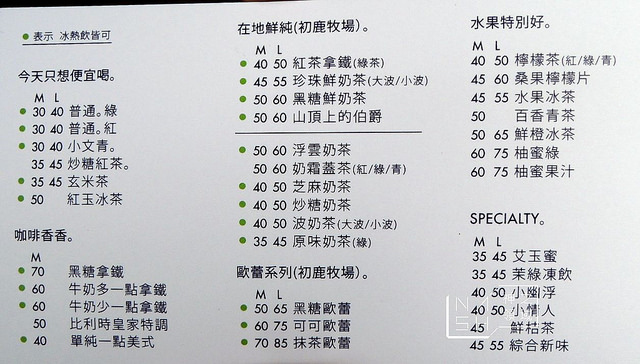 ● 表示 冰熱飲皆可
今天只想便宜喝。
M L
● 30 40 普通。綠
● 30 40 普通。紅
● 30 40 小文青。
35 45 炒糖紅茶。
● 35 45 玄米茶
● 50 紅玉冰茶
咖啡香香。
M
● 70 黑糖拿鐵
● 60 牛奶多一點拿鐵
● 60 牛奶少一點拿鐵
50 比利時皇家特調
● 40 單純一點美式
在地鮮純(初鹿牧場)。
M L
● 40 50 紅茶拿鐵(綠茶)
● 45 55 珍珠鮮奶茶(大波/小波)
● 50 60 黑糖鮮奶茶
● 50 60 山頂上的伯爵
● 50 60 浮雲奶茶
50 60 奶霜蓋茶(紅/綠/青)
● 40 50 芝麻奶茶
● 40 50 炒糖奶茶
● 40 50 波奶茶(大波/小波)
● 35 45 原味奶茶(綠)
歐蕾系列(初鹿牧場)。
M L
● 50 65 黑糖歐蕾
● 60 75 可可歐蕾
● 70 85 抹茶歐蕾
水果特別好。
M L
40 50 檸檬茶(紅/綠/青)
45 60 桑果檸檬片
45 55 水果冰茶
50 百香青茶
50 65 鮮橙冰茶
60 75 柚蜜綠
60 75 柚蜜果汁
SPECIALTY。
M L
35 45 艾玉蜜
35 45 茉綠凍飲
40 50 小幽浮
40 50 小情人
45 鮮枯茶
45 55 綜合新味